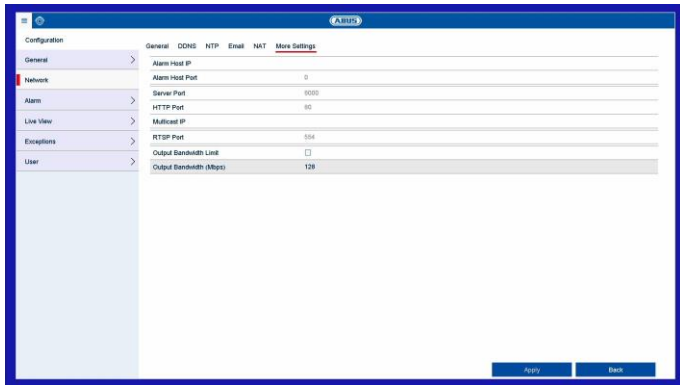 ABUS
Configuration
General DDNS NTP Email NAT More Settings
General
Network
Alarm
Live View
Exceptions
User
Alarm Host IP
Alarm Host Port 0
Server Port 8000
HTTP Port 80
Multicast IP
RTSP Port 554
Output Bandwidth Limit
Output Bandwidth (Mbps) 128
Apply Back